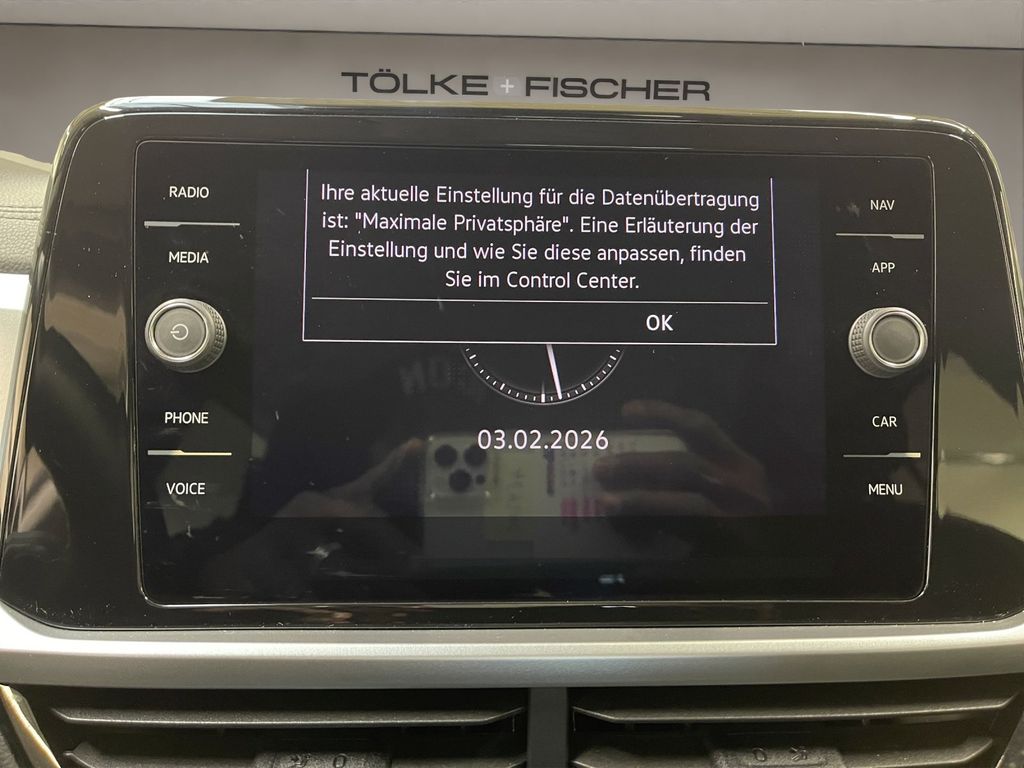 TÖLKE + FISCHER
RADIO
MEDIA
PHONE
VOICE
Ihre aktuelle Einstellung für die Datenübertragung
ist: "Maximale Privatsphäre". Eine Erläuterung der
Einstellung und wie Sie diese anpassen, finden
Sie im Control Center.
OK
03.02.2026
NAV
APP
CAR
MENU